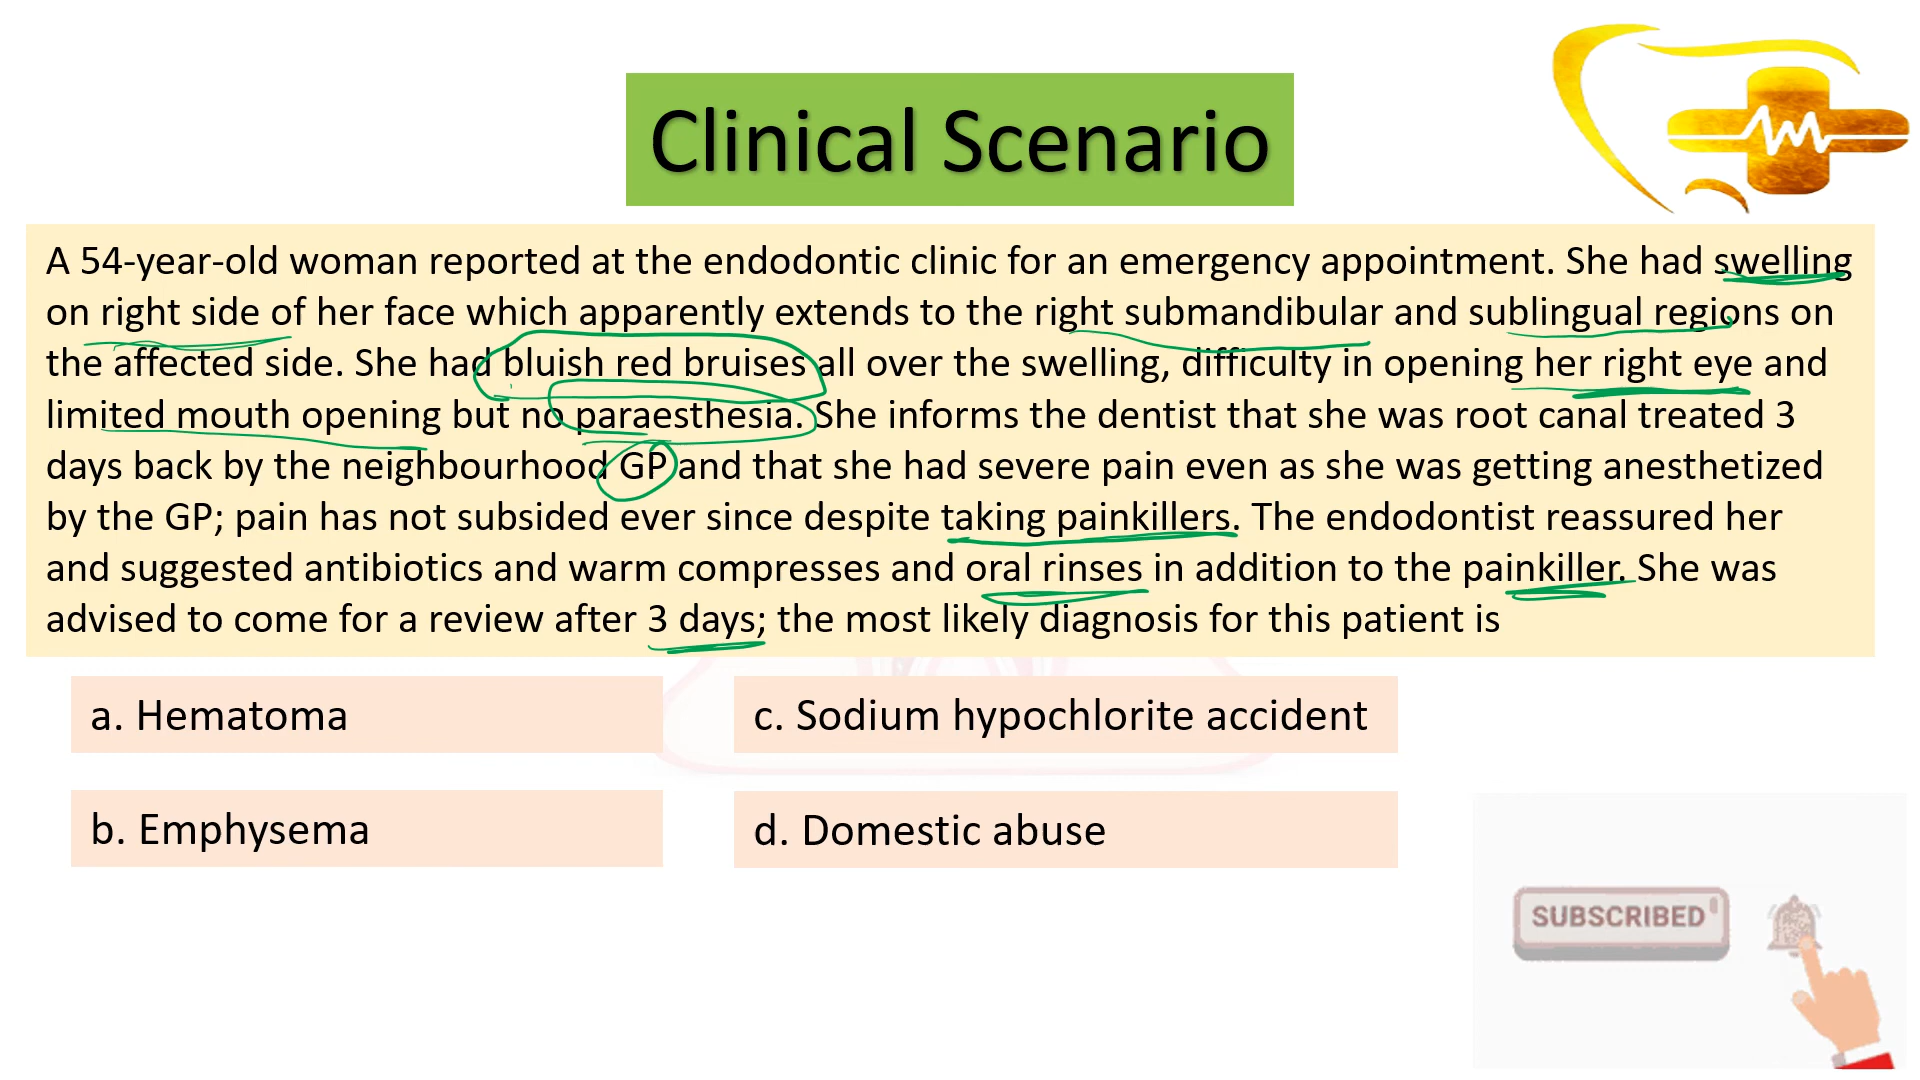 Clinical Scenario
A 54-year-old woman reported at the endodontic clinic for an emergency appointment. She had swelling
on right side of her face which apparently extends to the right submandibular and sublingual regions on
the affected side. She had bluish red bruises all over the swelling, difficulty in opening her right eye and
limited mouth opening but no paraesthesia. She informs the dentist that she was root canal treated 3
days back by the neighbourhood GP and that she had severe pain even as she was getting anesthetized
by the GP; pain has not subsided ever since despite taking painkillers. The endodontist reassured her
and suggested antibiotics and warm compresses and oral rinses in addition to the painkiller. She was
advised to come for a review after 3 days; the most likely diagnosis for this patient is
a. Hematoma
c. Sodium hypochlorite accident
b. Emphysema
d. Domestic abuse
SUBSCRIBED